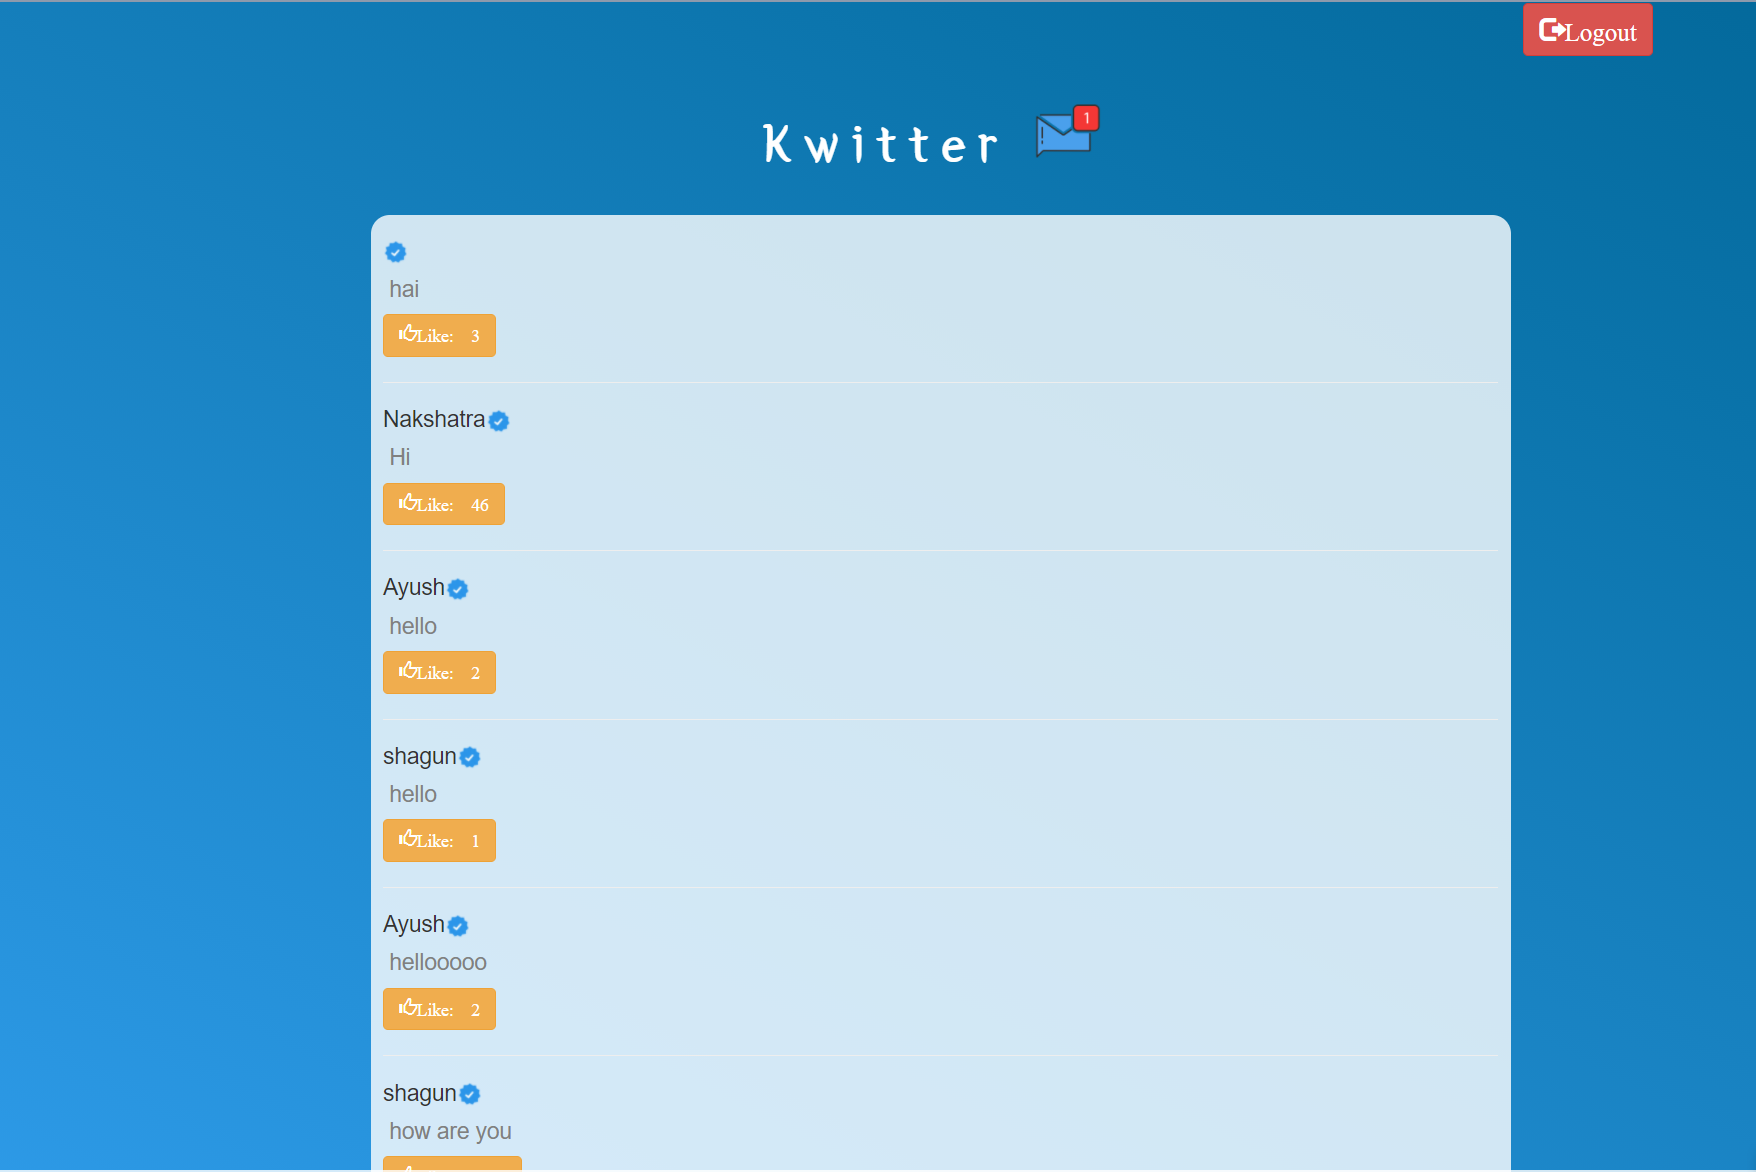 Logout
Kwitter 1
hai
Like: 3
Nakshatra
Hi
Like: 46
Ayush
hello
Like: 2
shagun
hello
Like: 1
Ayush
hellooooo
Like: 2
shagun
how are you